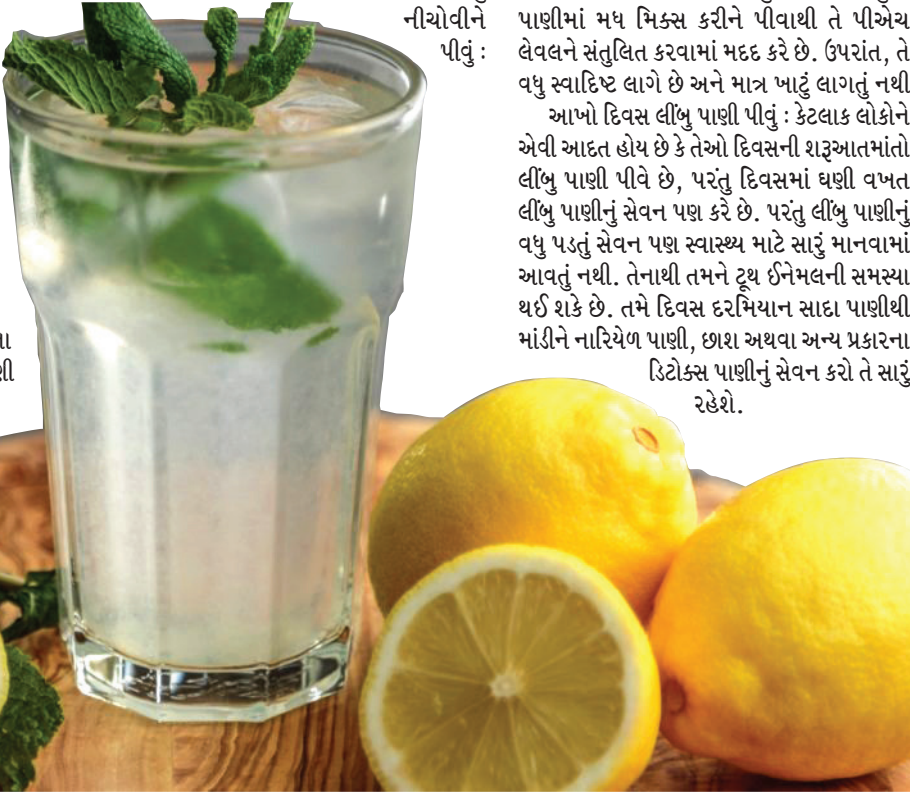 નીચોવીને
પીવું :
પાણીમાં મધ મિક્સ કરીને પીવાથી તે પીએચ
લેવલને સંતુલિત કરવામાં મદદ કરે છે. ઉપરાંત, તે
વધુ સ્વાદિષ્ટ લાગે છે અને માત્ર ખાટું લાગતું નથી
આખો દિવસ લીંબુ પાણી પીવું : કેટલાક લોકોને
એવી આદત હોય છે કે તેઓ દિવસની શરૂઆતમાંતો
લીંબુ પાણી પીવે છે, પરંતુ દિવસમાં ઘણી વખત
લીંબુ પાણીનું સેવન પણ કરે છે. પરંતુ લીંબુ પાણીનું
વધુ પડતું સેવન પણ સ્વાસ્થ્ય માટે સારું માનવામાં
આવતું નથી. તેનાથી તમને ટૂથ ઈનેમલની સમસ્યા
થઈ શકે છે. તમે દિવસ દરમિયાન સાદા પાણીથી
માંડીને નારિયેળ પાણી, છાશ અથવા અન્ય પ્રકારના
ડિટોક્સ પાણીનું સેવન કરો તે સારું
રહેશે.